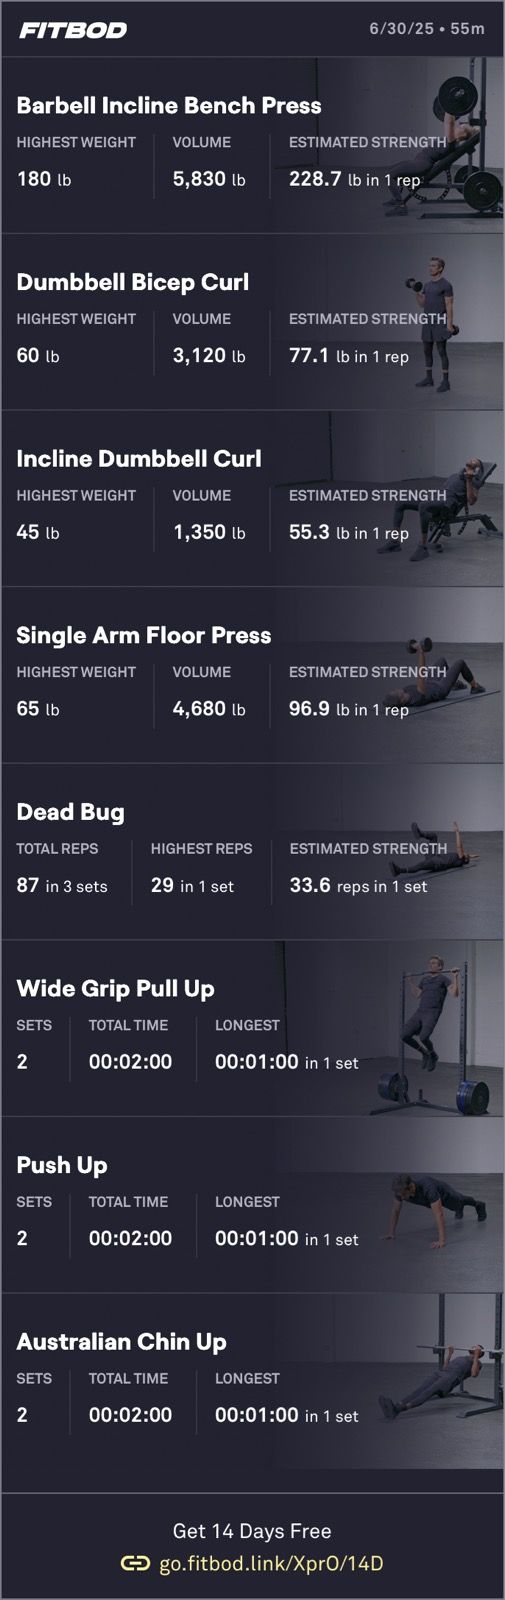 FITBOD 6/30/25 • 55m
Barbell Incline Bench Press
HIGHEST WEIGHT VOLUME ESTIMATED STRENGTH
180 lb 5,830 lb 228.7 lb in 1 rep
Dumbbell Bicep Curl
HIGHEST WEIGHT VOLUME ESTIMATED STRENGTH
60 lb 3,120 lb 77.1 lb in 1 rep
Incline Dumbbell Curl
HIGHEST WEIGHT VOLUME ESTIMATED STRENGTH
45 lb 1,350 lb 55.3 lb in 1 rep
Single Arm Floor Press
HIGHEST WEIGHT VOLUME ESTIMATED STRENGTH
65 lb 4,680 lb 96.9 lb in 1 rep
Dead Bug
TOTAL REPS HIGHEST REPS ESTIMATED STRENGTH
87 in 3 sets 29 in 1 set 33.6 reps in 1 set
Wide Grip Pull Up
SETS TOTAL TIME LONGEST
2 00:02:00 00:01:00 in 1 set
Push Up
SETS TOTAL TIME LONGEST
2 00:02:00 00:01:00 in 1 set
Australian Chin Up
SETS TOTAL TIME LONGEST
2 00:02:00 00:01:00 in 1 set
Get 14 Days Free
go.fitbod.link/XprO/14D